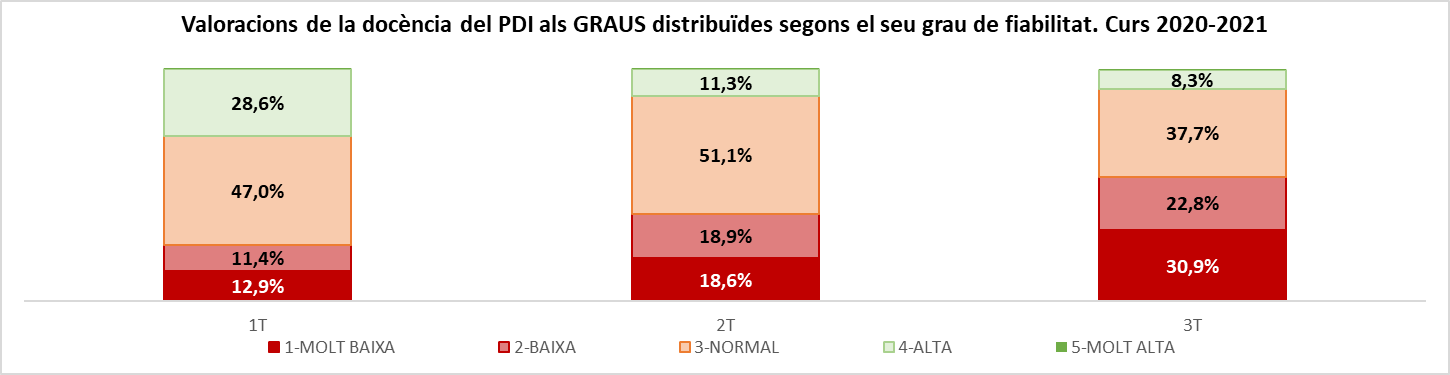 Valoracions de la docència del PDI als GRAUS distribuïdes segons el seu grau de fiabilitat. Curs 2020-2021
28,6%
47,0%
11,4%
12,9%
11,3%
51,1%
18,9%
18,6%
8,3%
37,7%
22,8%
30,9%
1T
2T
3T
1-MOLT BAIXA
2-BAIXA
3-NORMAL
4-ALTA
5-MOLT ALTA